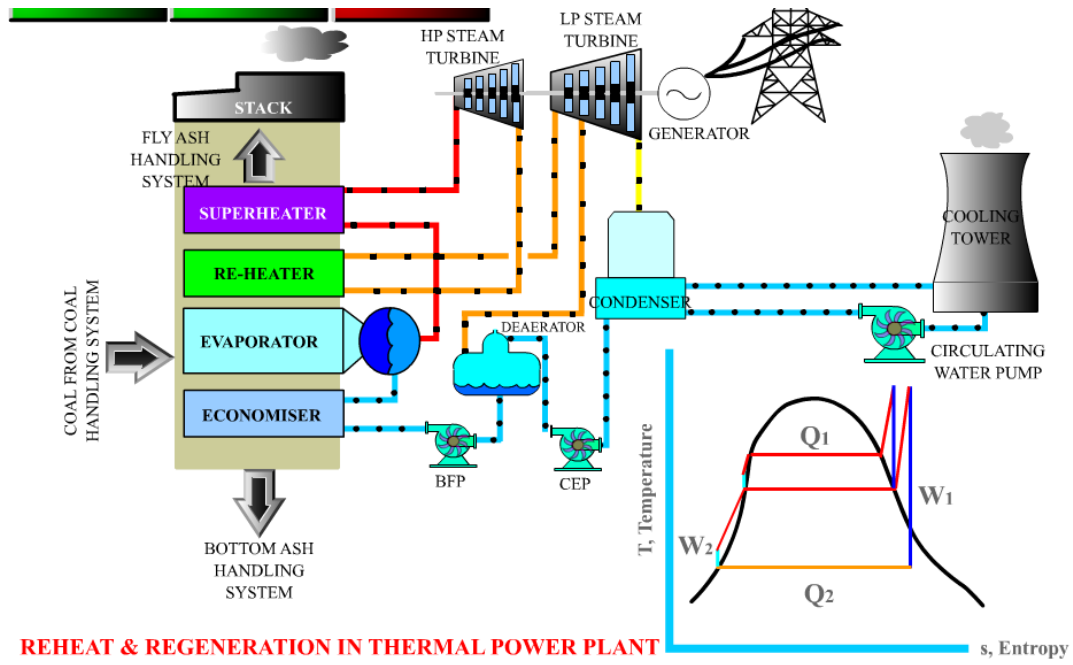 HP STEAM
TURBINE
LP STEAM
TURBINE
STACK
GENERATOR
FLY ASH
HANDLING
SYSTEM
SUPERHEATER
COOLING
TOWER
RE-HEATER
CONDENSER
DEAERATOR
EVAPORATOR
COAL FROM COAL
HANDLING SYSTEM
CIRCULATING
WATER PUMP
ECONOMISER
BFP
CEP
T, Temperature
Q1
W1
W2
Q2
BOTTOM ASH
HANDLING
SYSTEM
REHEAT & REGENERATION IN THERMAL POWER PLANT
s, Entropy